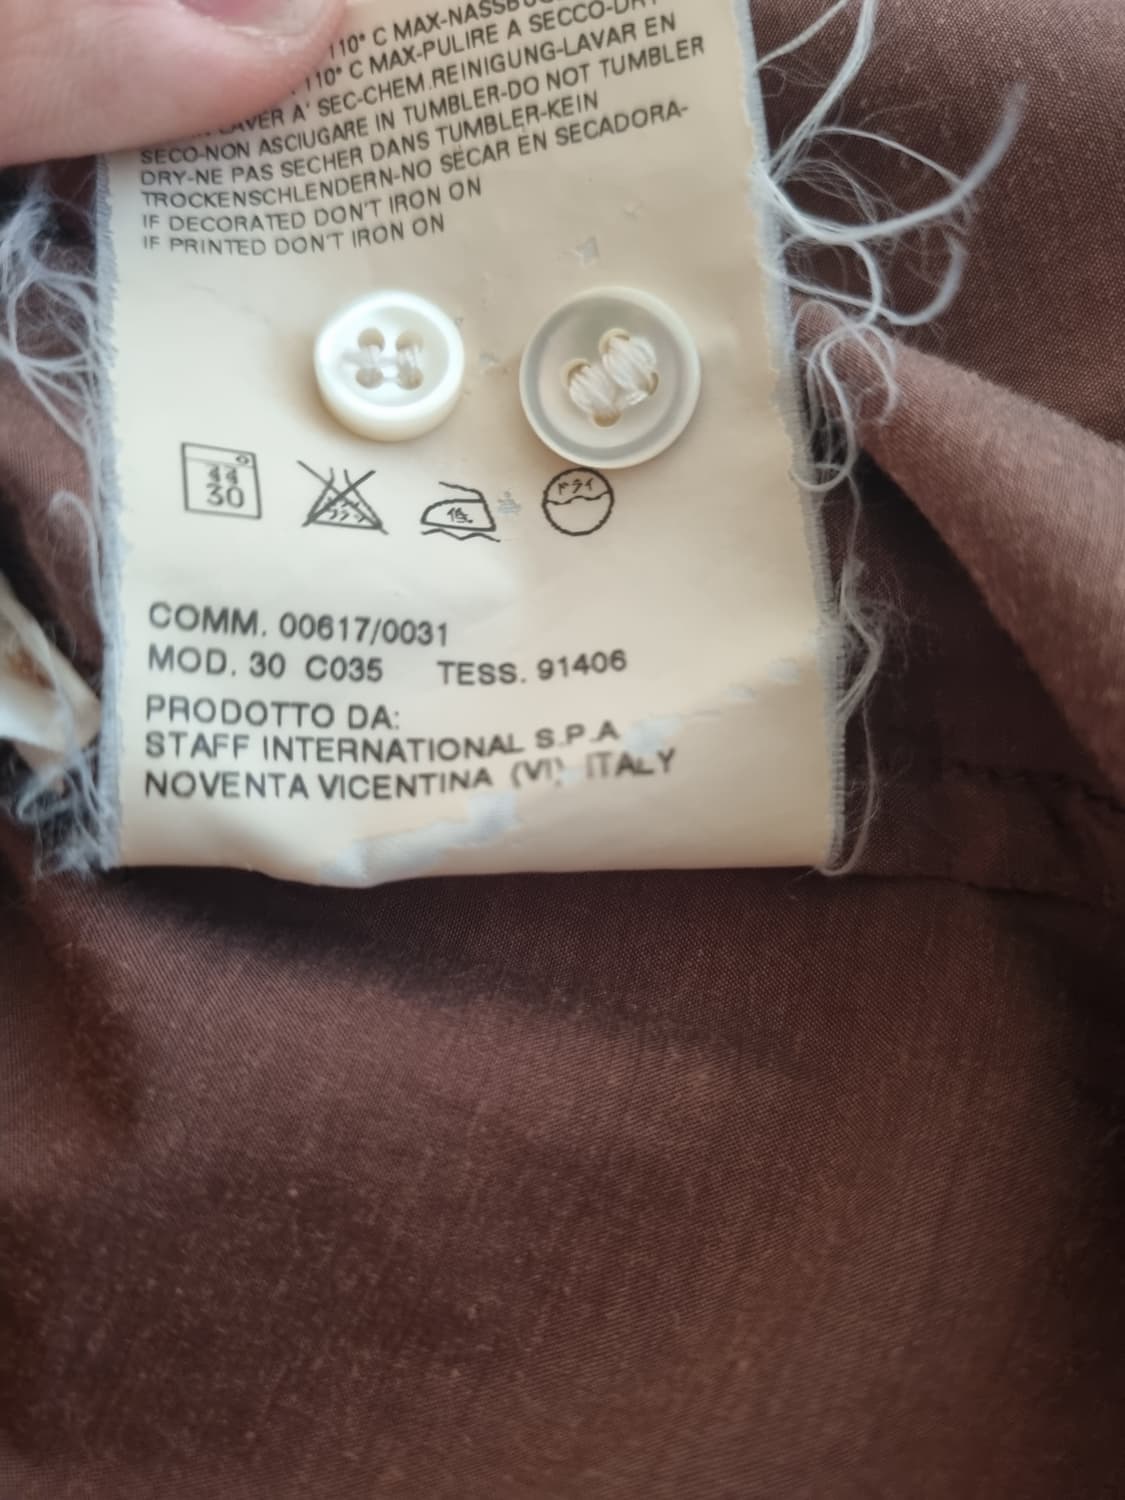 110° C MAX-
110° C MAX-PULIRE A SECCO-
A' SEC-CHEM.REINIGUNG-LAVAR EN
SECO-NON ASCIUGARE IN TUMBLER-DO NOT TUMBLER
DRY-NE PAS SECHER DANS TUMBLER-KEIN
TROCKENSCHLENDERN-NO SECAR EN SECADORA-
IF DECORATED DON'T IRON ON
IF PRINTED DON'T IRON ON
30
低
ドライ
COMM. 00617/0031
MOD. 30 C035 TESS. 91406
PRODOTTO DA:
STAFF INTERNATIONAL S.P.A
NOVENTA VICENTINA (VI) ITALY